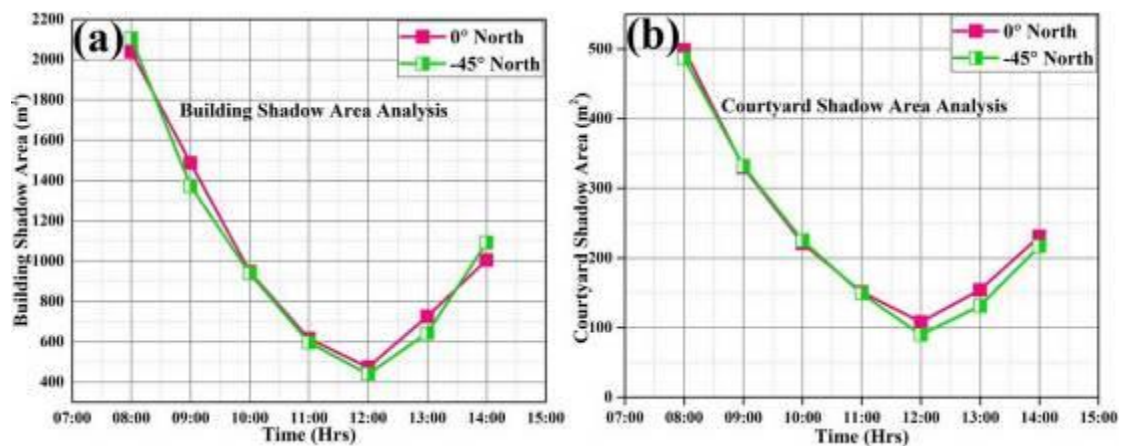 (a)
0° North
-45° North
Building Shadow Area Analysis
Building Shadow Area (m²)
2200
2000
1800
1600
1400
1200
1000
800
600
400
07:00 08:00 09:00 10:00 11:00 12:00 13:00 14:00 15:00
Time (Hrs)
(b)
0° North
-45° North
Courtyard Shadow Area Analysis
Courtyard Shadow Area (m²)
500
400
300
200
100
0
07:00 08:00 09:00 10:00 11:00 12:00 13:00 14:00 15:00
Time (Hrs)